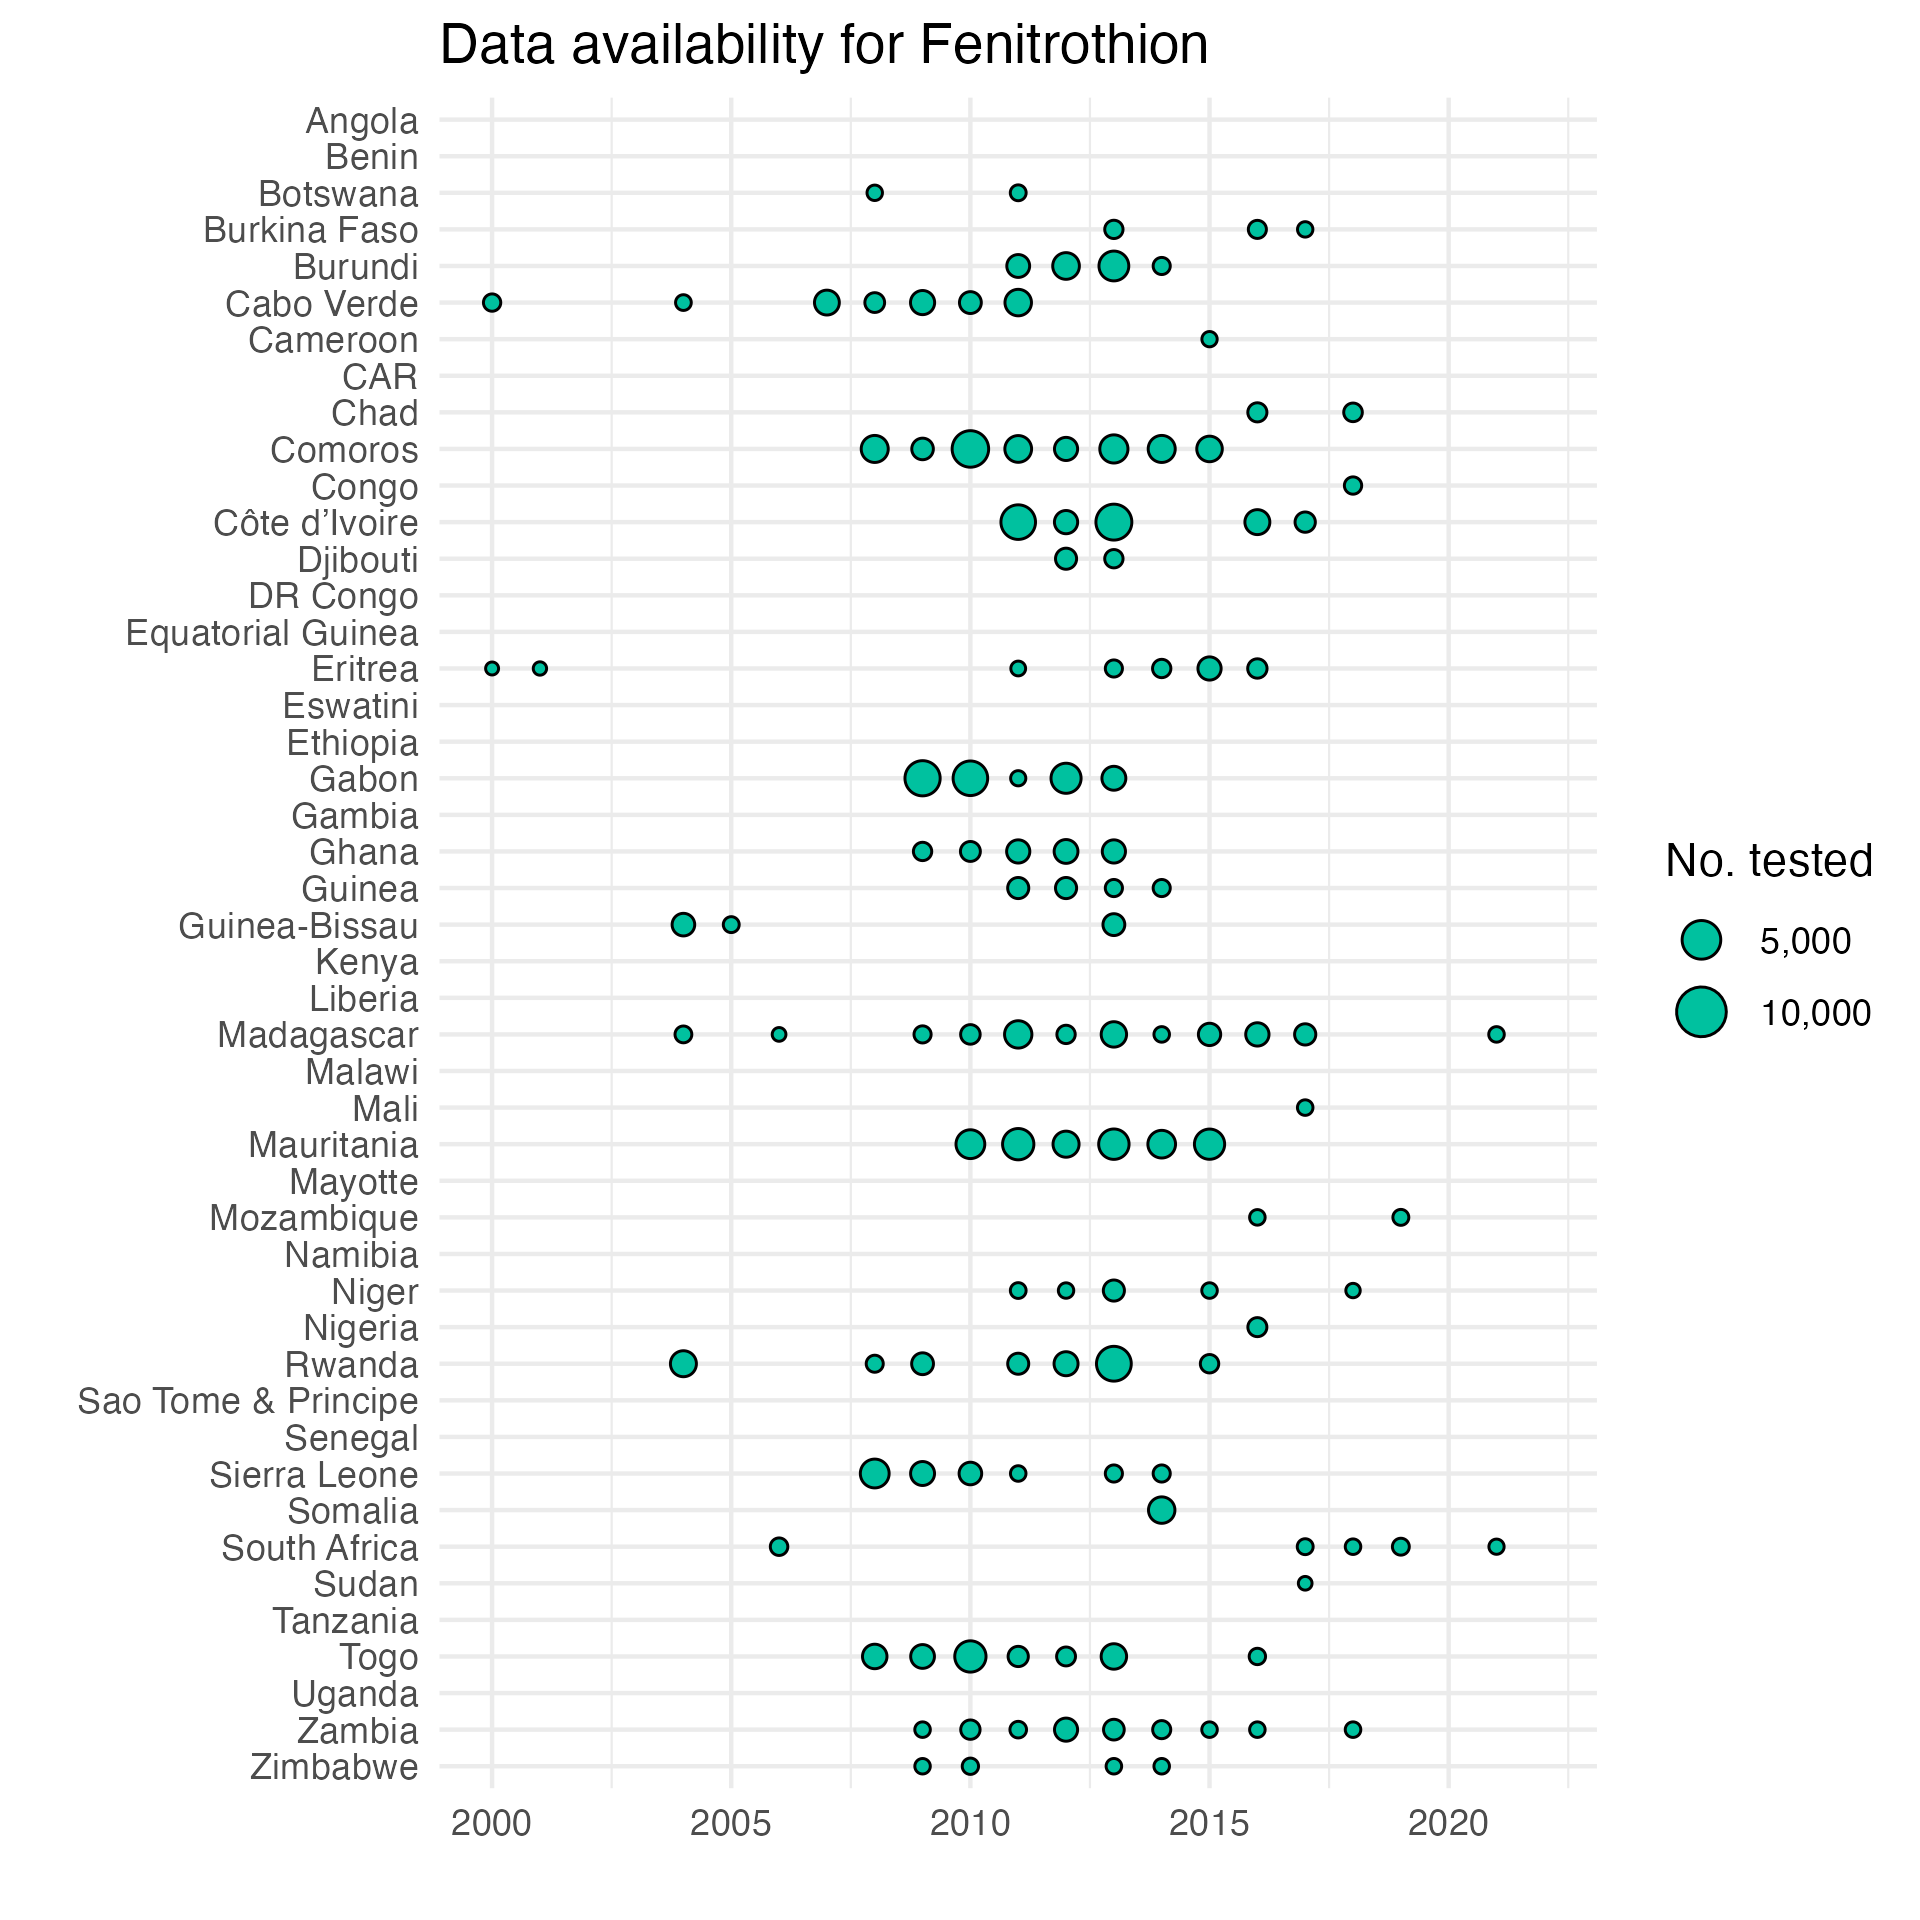 Data availability for Fenitrothion
Angola
Benin
Botswana
Burkina Faso
Burundi
Cabo Verde
Cameroon
CAR
Chad
Comoros
Congo
Côte d’Ivoire
Djibouti
DR Congo
Equatorial Guinea
Eritrea
Eswatini
Ethiopia
Gabon
Gambia
Ghana
Guinea
Guinea-Bissau
Kenya
Liberia
Madagascar
Malawi
Mali
Mauritania
Mayotte
Mozambique
Namibia
Niger
Nigeria
Rwanda
Sao Tome & Principe
Senegal
Sierra Leone
Somalia
South Africa
Sudan
Tanzania
Togo
Uganda
Zambia
Zimbabwe
2000 2005 2010 2015 2020
No. tested
5,000
10,000